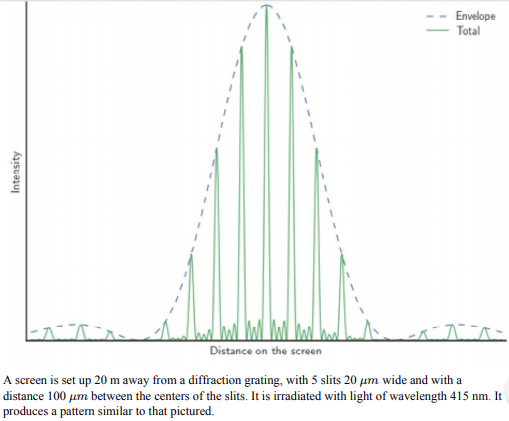 Envelope
Total
Intensity
Distance on the screen
A screen is set up 20 m away from a diffraction grating, with 5 slits 20 μm wide and with a
distance 100 μm between the centers of the slits. It is irradiated with light of wavelength 415 nm. It
produces a pattern similar to that pictured.